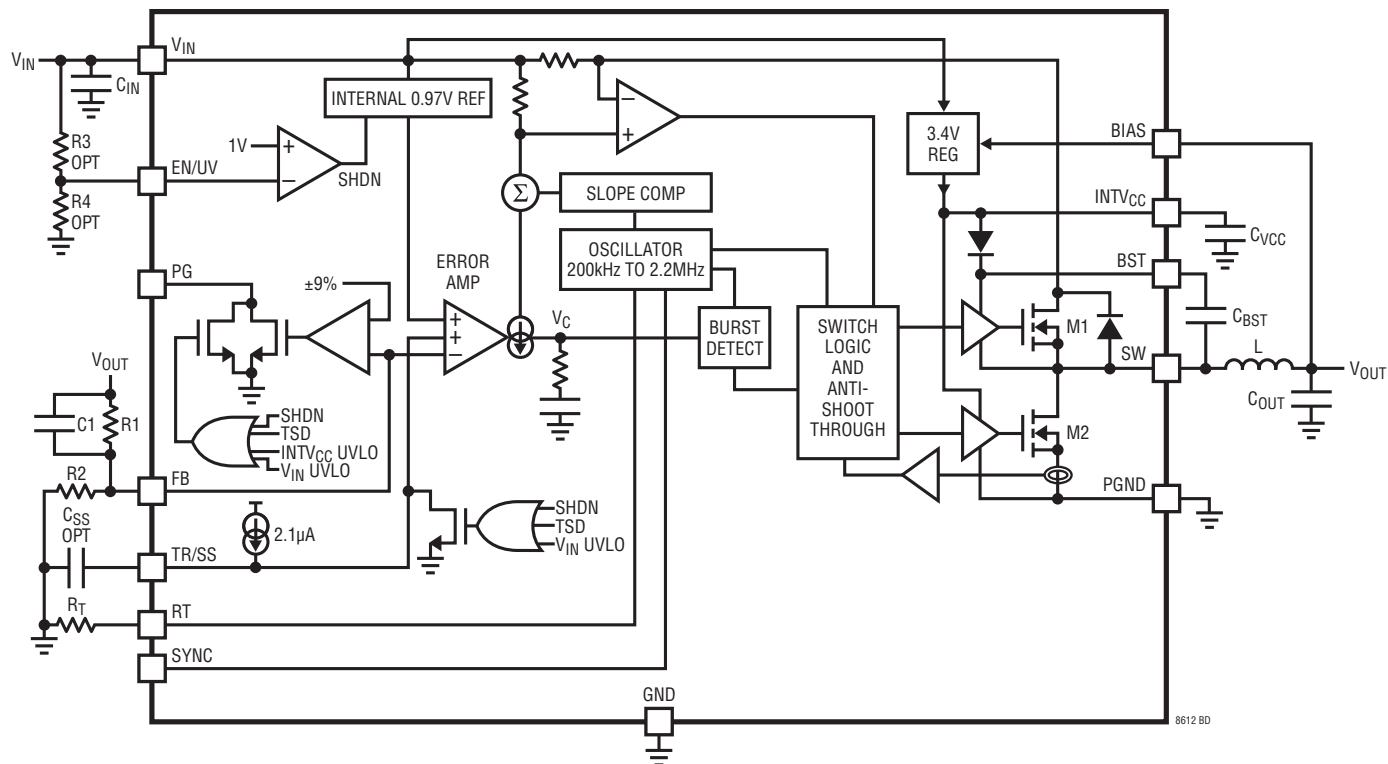 VIN
VIN
CIN
R3
OPT
EN/UV
R4
OPT
1V
+
–
SHDN
INTERNAL 0.97V REF
–
+
3.4V
REG
BIAS
INTVCC
CVCC
Σ
SLOPE COMP
OSCILLATOR
200kHz TO 2.2MHz
BST
CBST
PG
±9%
ERROR
AMP
+
+
–
VC
BURST
DETECT
SWITCH
LOGIC
AND
ANTI-
SHOOT
THROUGH
M1
SW
L
VOUT
COUT
M2
PGND
VOUT
C1
R1
SHDN
TSD
INTVCC UVLO
VIN UVLO
R2
FB
CSS
OPT
2.1µA
TR/SS
SHDN
TSD
VIN UVLO
RT
RT
SYNC
GND
8612 BD